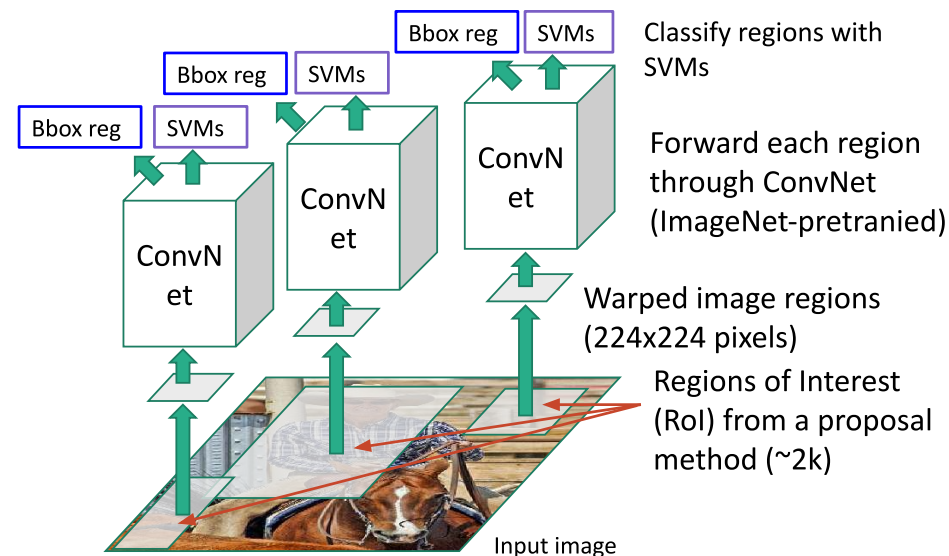 Bbox reg
SVMs
Classify regions with
SVMs
Bbox reg
SVMs
Bbox reg
SVMs
ConvN
et
ConvN
et
ConvN
et
Forward each region
through ConvNet
(ImageNet-pretranied)
Warped image regions
(224x224 pixels)
Regions of Interest
(RoI) from a proposal
method (~2k)
Input image